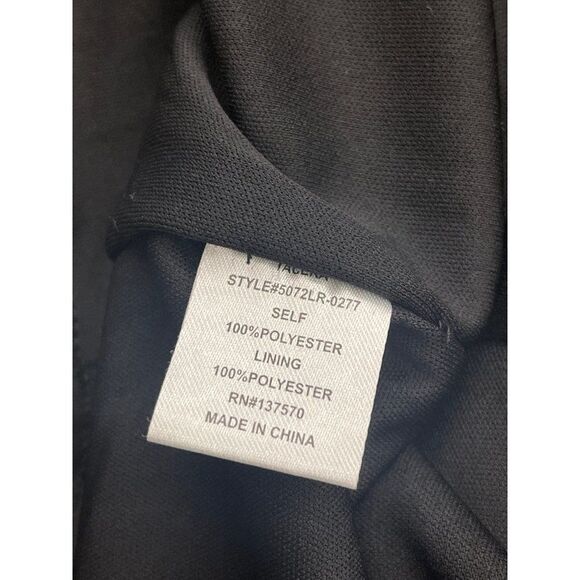 STYLE#5072LR-0277
SELF
100%POLYESTER
LINING
100%POLYESTER
RN#137570
MADE IN CHINA